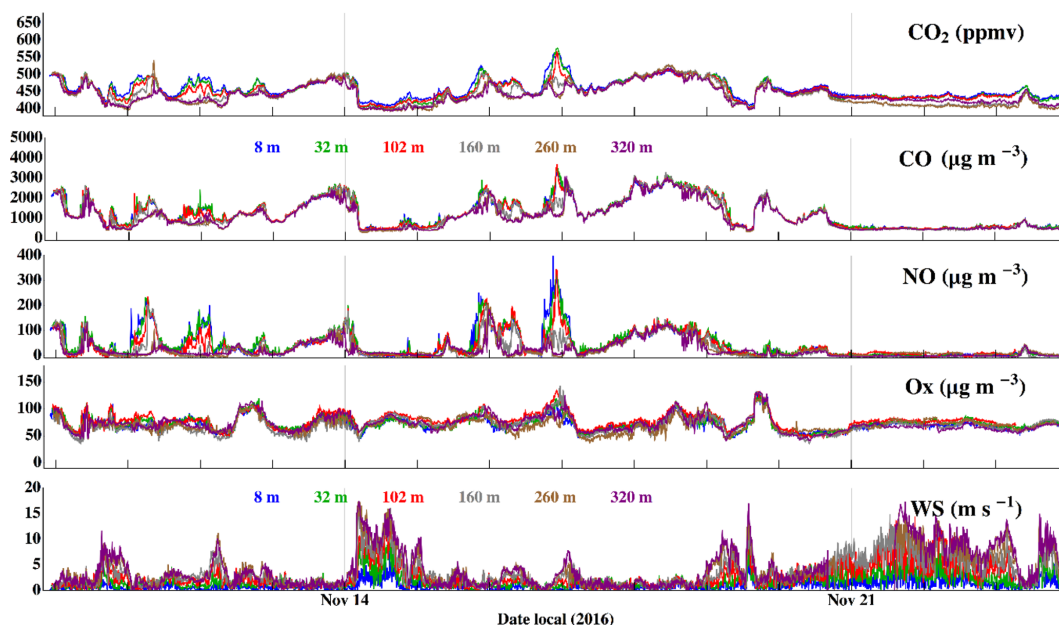 650
600
550
500
450
400
CO₂ (ppmv)
5000
4000
3000
2000
1000
0
8 m 32 m 102 m 160 m 260 m 320 m
CO (µg m ⁻³)
400
300
200
100
0
NO (µg m ⁻³)
150
100
50
0
Ox (µg m ⁻³)
20
15
10
5
0
8 m 32 m 102 m 160 m 260 m 320 m
WS (m s ⁻¹)
Nov 14 Nov 21
Date local (2016)